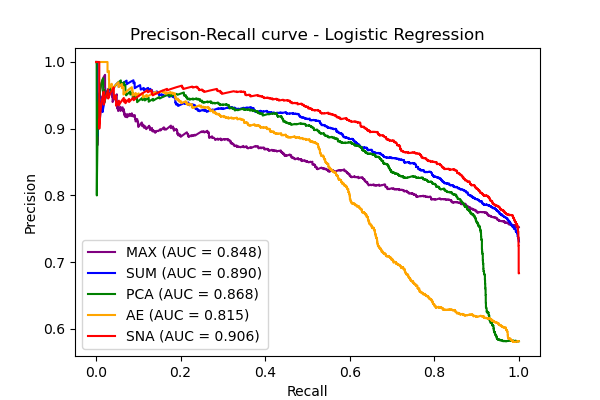 Precison-Recall curve - Logistic Regression
Precision
1.0
0.9
0.8
0.7
0.6
MAX (AUC = 0.848)
SUM (AUC = 0.890)
PCA (AUC = 0.868)
AE (AUC = 0.815)
SNA (AUC = 0.906)
0.0 0.2 0.4 0.6 0.8 1.0
Recall